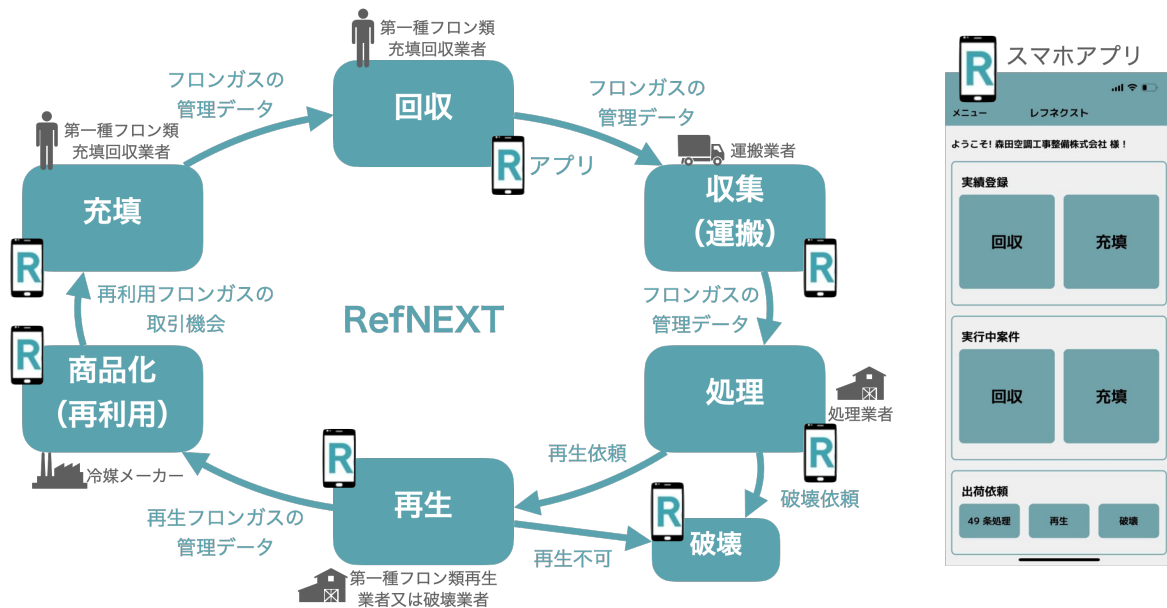 第一種フロン類
充填回収業者
回収
フロンガスの
管理データ
フロンガスの
管理データ
R
アプリ
運搬業者
収集
（運搬）
R
第一種フロン類
充填回収業者
充填
R
再利用フロンガスの
取引機会
RefNEXT
フロンガスの
管理データ
R
商品化
（再利用）
冷媒メーカー
処理
処理業者
R
再生依頼
破壊依頼
R
再生
R
破壊
再生不可
再生フロンガスの
管理データ
第一種フロン類再生
業者又は破壊業者
R
スマホアプリ
メニュー
レフネクスト
ようこそ! 森田空調工事整備株式会社 様！
実績登録
回収
充填
実行中案件
回収
充填
出荷依頼
49 条処理
再生
破壊